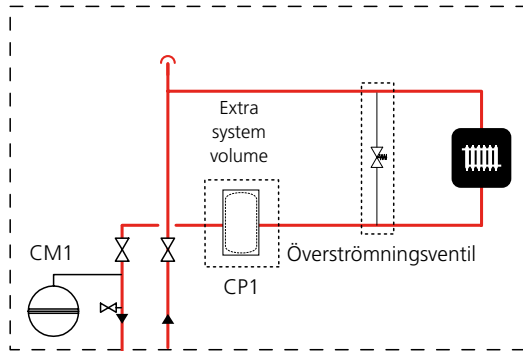 Extra
system
volume
CM1
Överströmningsventil
CP1